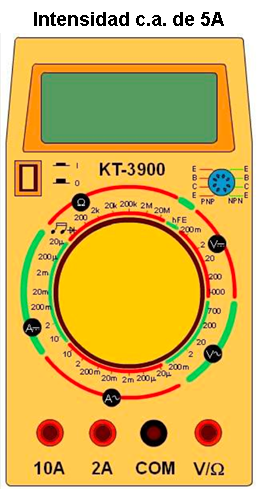 Intensidad c.a. de 5A
I
O
KT-3900
E
B
C
E
PNP
E
B
C
E
NPN
Ω
200
2k
20k
200k
2M
20M
hFE
200m
2
20
200
V
700
200
20
2
200m
V
20µ
200µ
2m
20m
200m
2
10
A
10
2
200m
20m
2m
200µ
20µ
A
10A 2A COM V/Ω